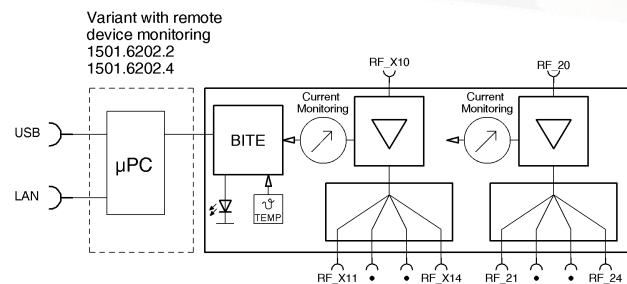 Variant with remote
device monitoring
1501.6202.2
1501.6202.4
RF_X10
RF_20
Current
Monitoring
Current
Monitoring
USB
LAN
µPC
BITE
ϑ
TEMP
RF_X11 • • RF_X14
RF_21 • • RF_24